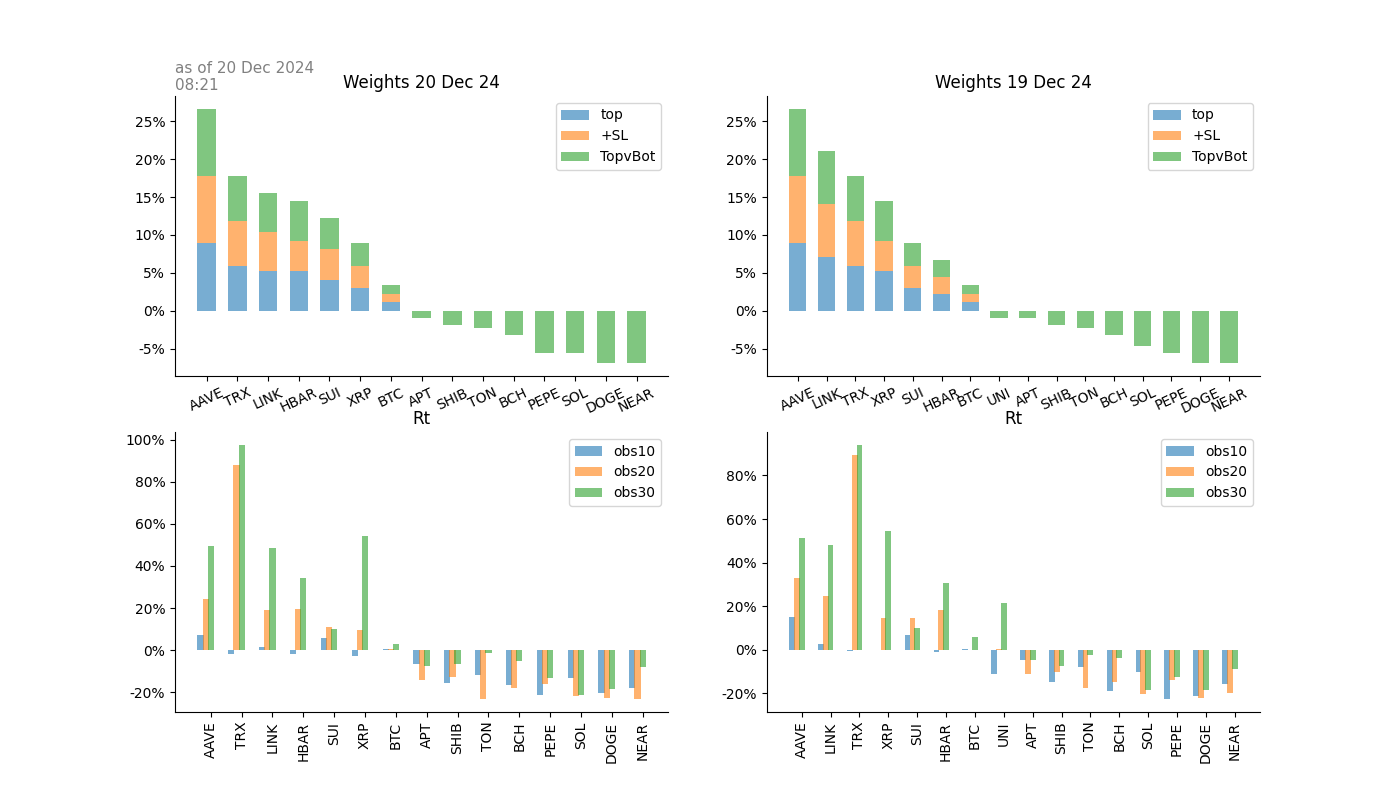 as of 20 Dec 2024
08:21
Weights 20 Dec 24
25%
20%
15%
10%
5%
0%
-5%
top
+SL
TopvBot
AAVE TRX LINK HBAR SUI XRP BTC APT SHIB TON BCH PEPE SOL DOGE NEAR
Weights 19 Dec 24
25%
20%
15%
10%
5%
0%
-5%
top
+SL
TopvBot
AAVE LINK TRX XRP SUI HBAR BTC UNI APT SHIB TON BCH SOL PEPE DOGE NEAR
Rt
100%
80%
60%
40%
20%
0%
-20%
obs10
obs20
obs30
AAVE TRX LINK HBAR SUI XRP BTC APT SHIB TON BCH PEPE SOL DOGE NEAR
Rt
80%
60%
40%
20%
0%
-20%
obs10
obs20
obs30
AAVE LINK TRX XRP SUI HBAR BTC UNI APT SHIB TON BCH SOL PEPE DOGE NEAR